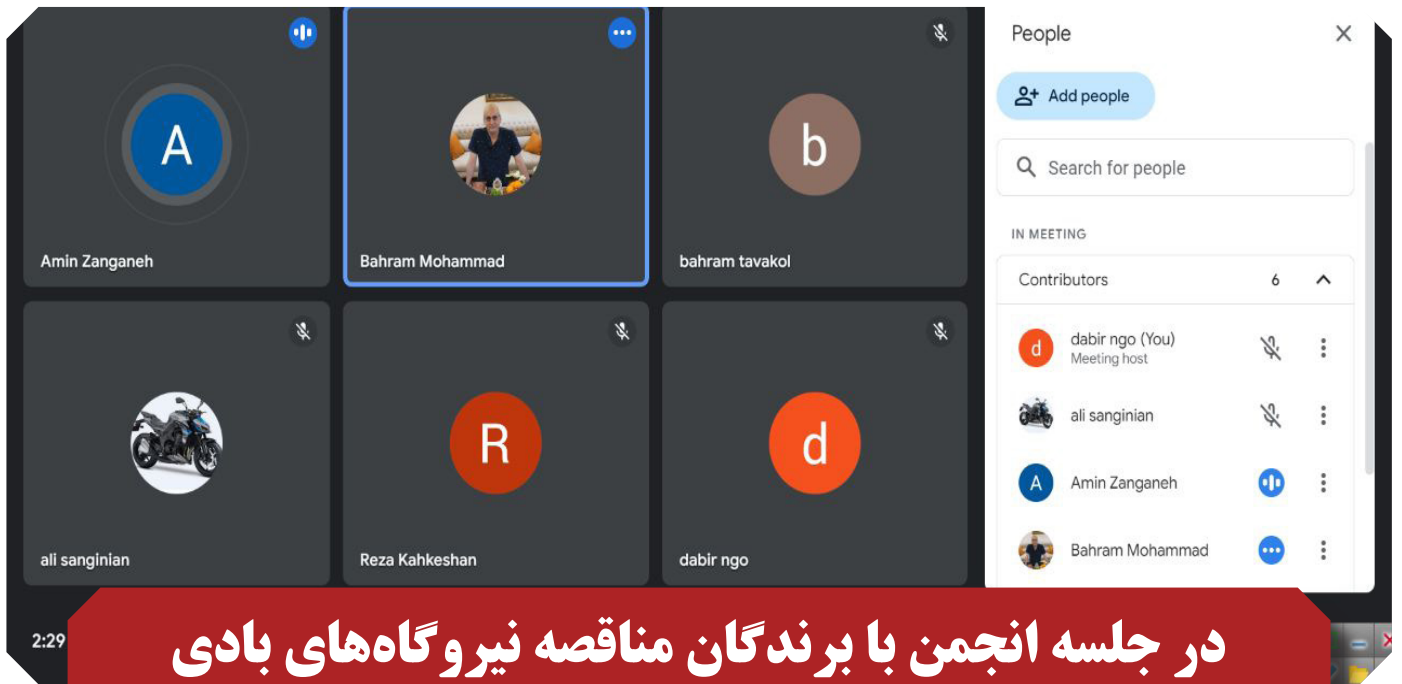 A
Amin Zanganeh
Bahram Mohammad
b
bahram tavakol
ali sanginian
R
Reza Kahkeshan
d
dabir ngo
People
Add people
Search for people
IN MEETING
Contributors 6
d
dabir ngo (You)
Meeting host
ali sanginian
A
Amin Zanganeh
Bahram Mohammad
2:29
در جلسه انجمن با برندگان مناقصه نیروگاه‌های بادی